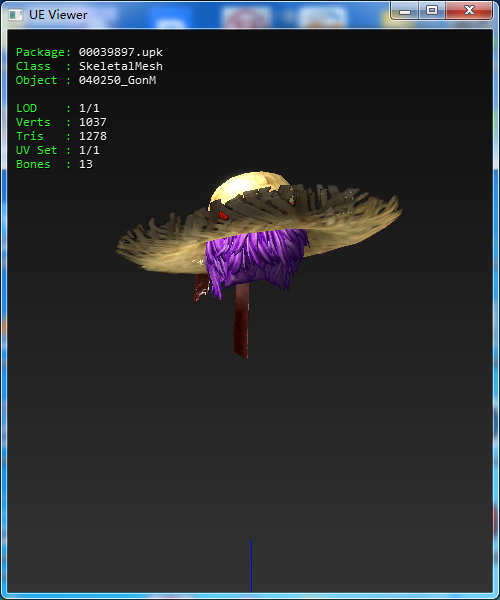 UE Viewer
Package: 00039897.upk
Class : SkeletalMesh
Object : 040250_GonM
LOD : 1/1
Verts : 1037
Tris : 1278
UV Set : 1/1
Bones : 13